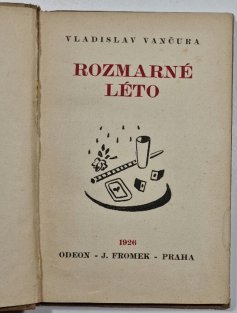 VLADISLAV VANČURA
ROZMARNÉ
LÉTO
1926
ODEON - J. FROMEK - PRAHA